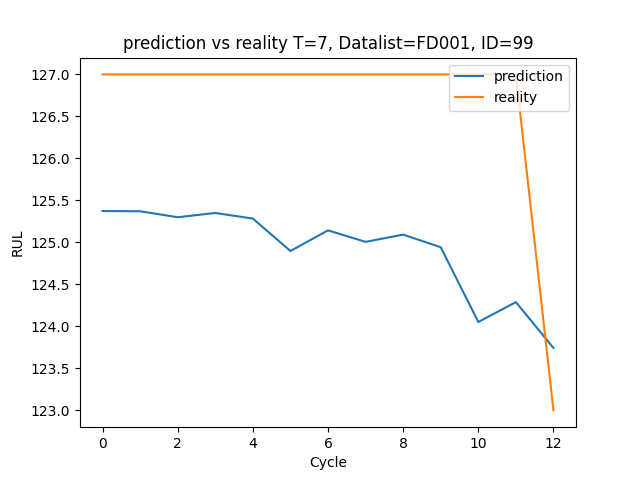 prediction vs reality T=7, Datalist=FD001, ID=99
prediction
reality
127.0
126.5
126.0
125.5
125.0
124.5
124.0
123.5
123.0
RUL
0 2 4 6 8 10 12
Cycle